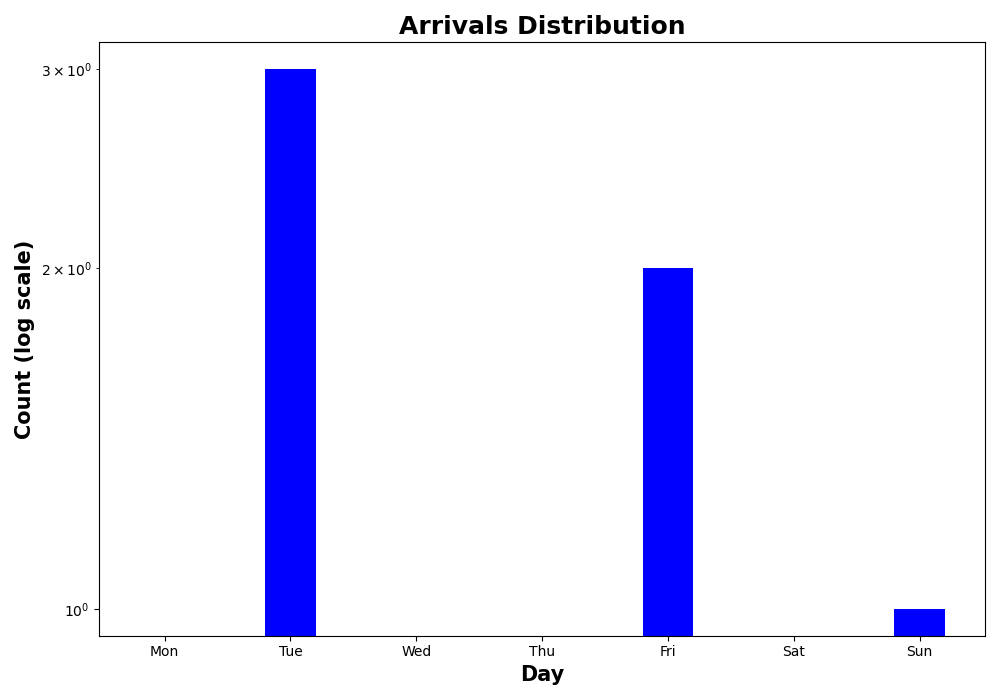 Arrivals Distribution
3 × 10⁰
2 × 10⁰
10⁰
Count (log scale)
Mon Tue Wed Thu Fri Sat Sun
Day